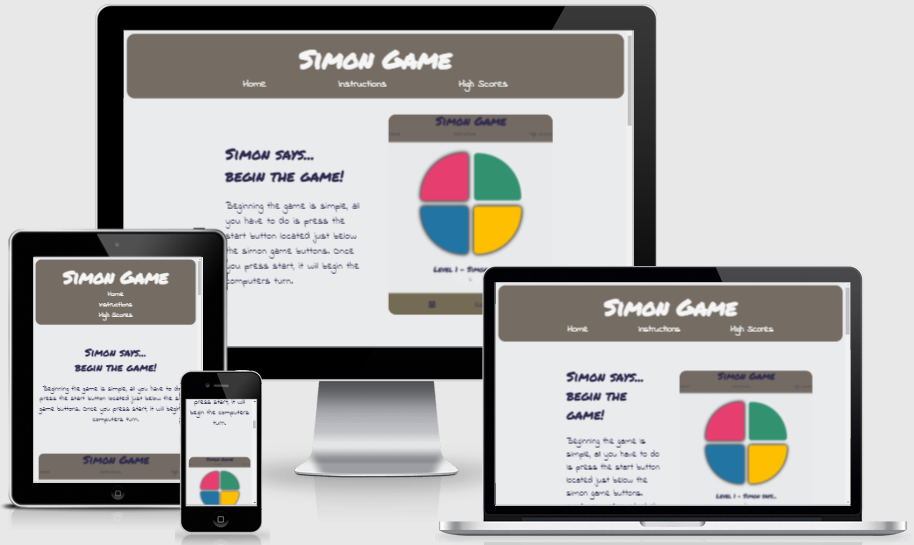 Simon Game
Home Instructions High Scores
Simon says...
begin the game!
Beginning the game is simple, all
you have to do is press the
start button located just below
the simon game buttons. Once
you press start, it will begin the
computers turn.
Simon Game
Level 1 - Simon
Simon Game
Home
Instructions
High Scores
Simon says...
begin the game!
Beginning the game is simple, all you have to do
press the start button located just below the
game buttons. Once you press start, it will begin
computers turn.
Simon Game
press start, it will
begin the computers
turn.
Simon Game
Home Instructions High Scores
Simon says...
begin the
game!
Beginning the game is
simple, all you have to do
is press the start button
located just below the
simon game buttons.
Simon Game
Level 1 - Simon says...